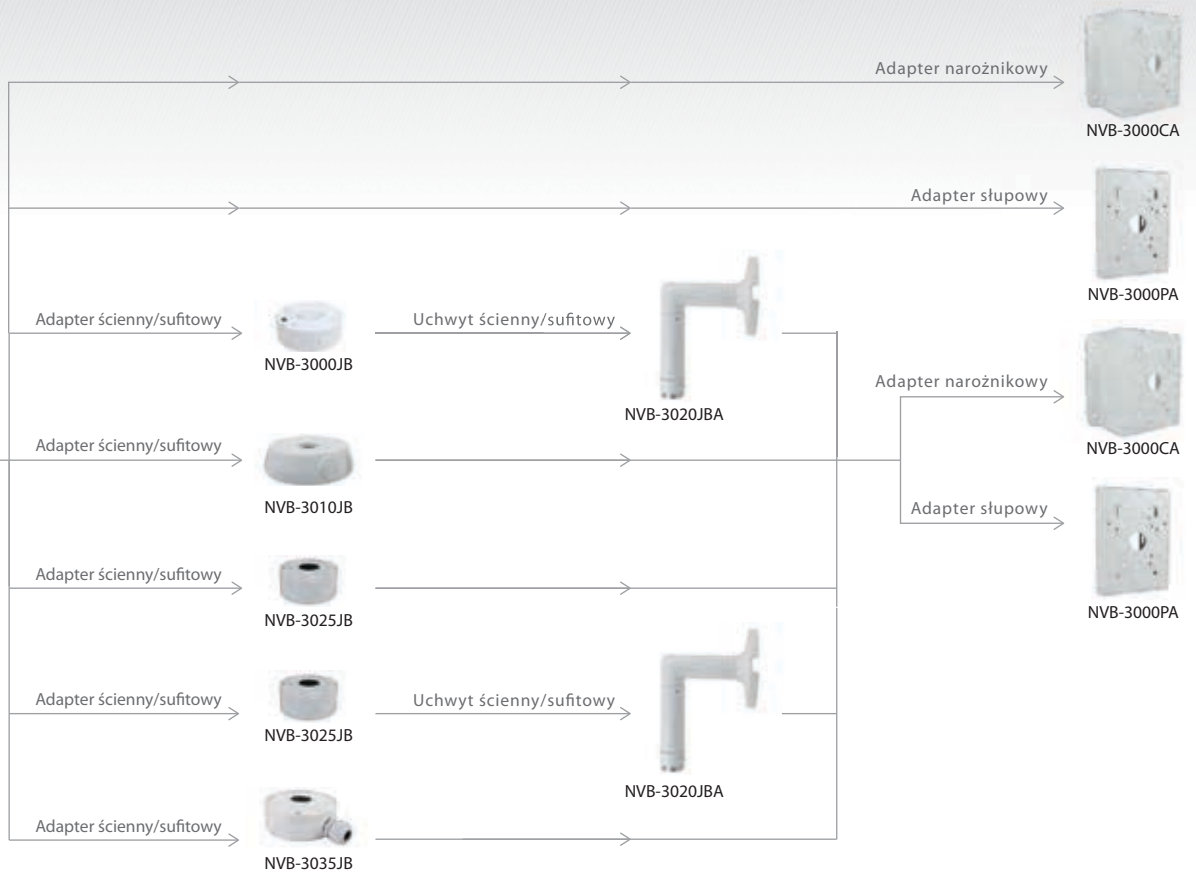 Adapter narożnikowy
NVB-3000CA
Adapter słupowy
NVB-3000PA
Adapter ścienny/sufitowy
NVB-3000JB
Uchwyt ścienny/sufitowy
NVB-3020JBA
Adapter narożnikowy
NVB-3000CA
Adapter ścienny/sufitowy
NVB-3010JB
Adapter słupowy
NVB-3000PA
Adapter ścienny/sufitowy
NVB-3025JB
Adapter ścienny/sufitowy
NVB-3025JB
Uchwyt ścienny/sufitowy
NVB-3020JBA
Adapter ścienny/sufitowy
NVB-3035JB